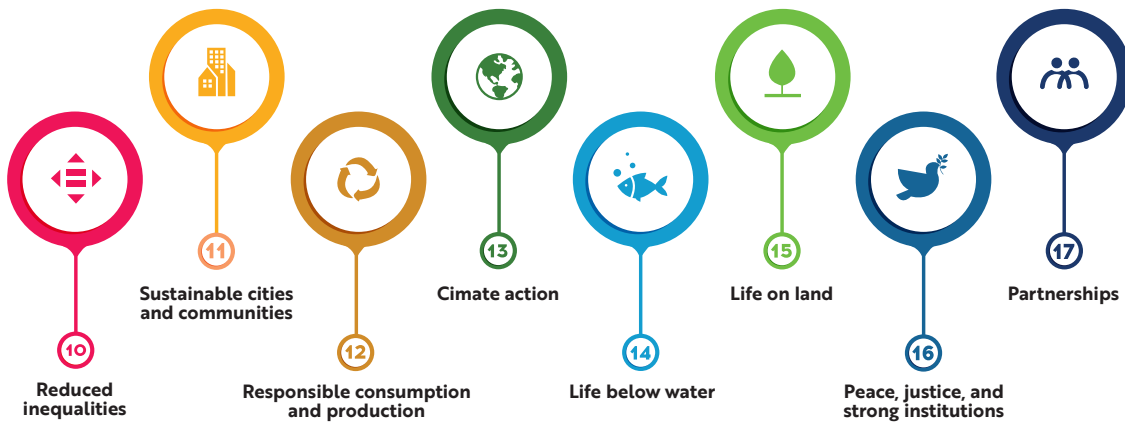 10
Reduced
inequalities
11
Sustainable cities
and communities
12
Responsible consumption
and production
13
Cimate action
14
Life below water
15
Life on land
16
Peace, justice, and
strong institutions
17
Partnerships